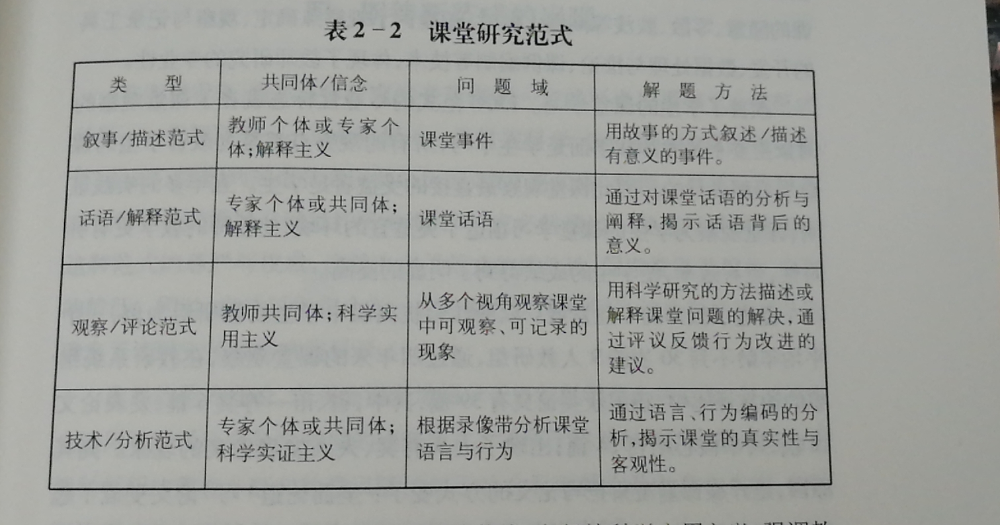 表2-2 课堂研究范式
类 型
共同体/信念
问 题 域
解 题 方 法
叙事/描述范式
教师个体或专家个
体;解释主义
课堂事件
用故事的方式叙述/描述
有意义的事件。
话语/解释范式
专家个体或共同体;
解释主义
课堂话语
通过对课堂话语的分析与
阐释,揭示话语背后的
意义。
观察/评论范式
教师共同体;科学实
用主义
从多个视角观察课堂
中可观察、可记录的
现象
用科学研究的方法描述或
解释课堂问题的解决,通
过评议反馈行为改进的
建议。
技术/分析范式
专家个体或共同体;
科学实证主义
根据录像带分析课堂
语言与行为
通过语言、行为编码的分
析,揭示课堂的真实性与
客观性。